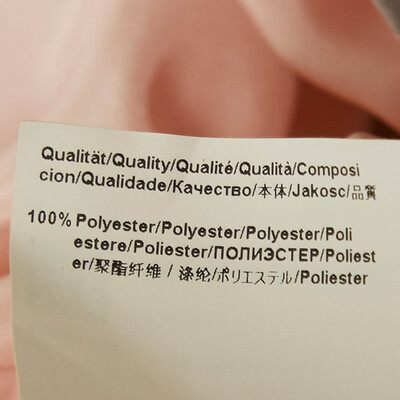 Qualität/Quality/Qualité/Qualità/Composi
cion/Qualidade/Качество/本体/Jakosc/品質
100% Polyester/Polyester/Polyester/Poli
estere/Poliester/ПОЛИЭСТЕР/Poliest
er/聚酯纤维 / 涤纶/ポリエステル/Poliester